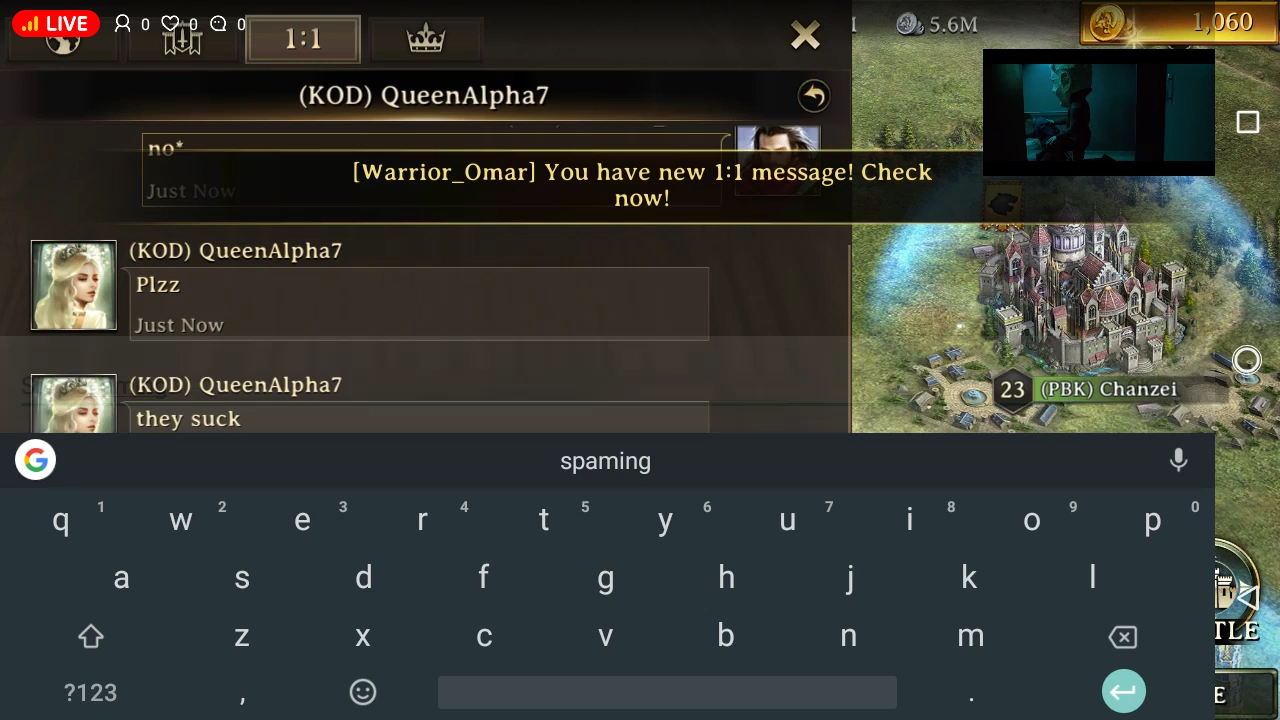 LIVE 0 0 0
1:1
5.6M
1,060
(KOD) QueenAlpha7
no*
Just Now
[Warrior_Omar] You have new 1:1 message! Check
now!
(KOD) QueenAlpha7
Plzz
Just Now
(KOD) QueenAlpha7
they suck
23 (PBK) Chanzei
spaming
q 1 w 2 e 3 r 4 t 5 y 6 u 7 i 8 o 9 p 0
a s d f g h j k l
z x c v b n m
?123 , .
TLE
E